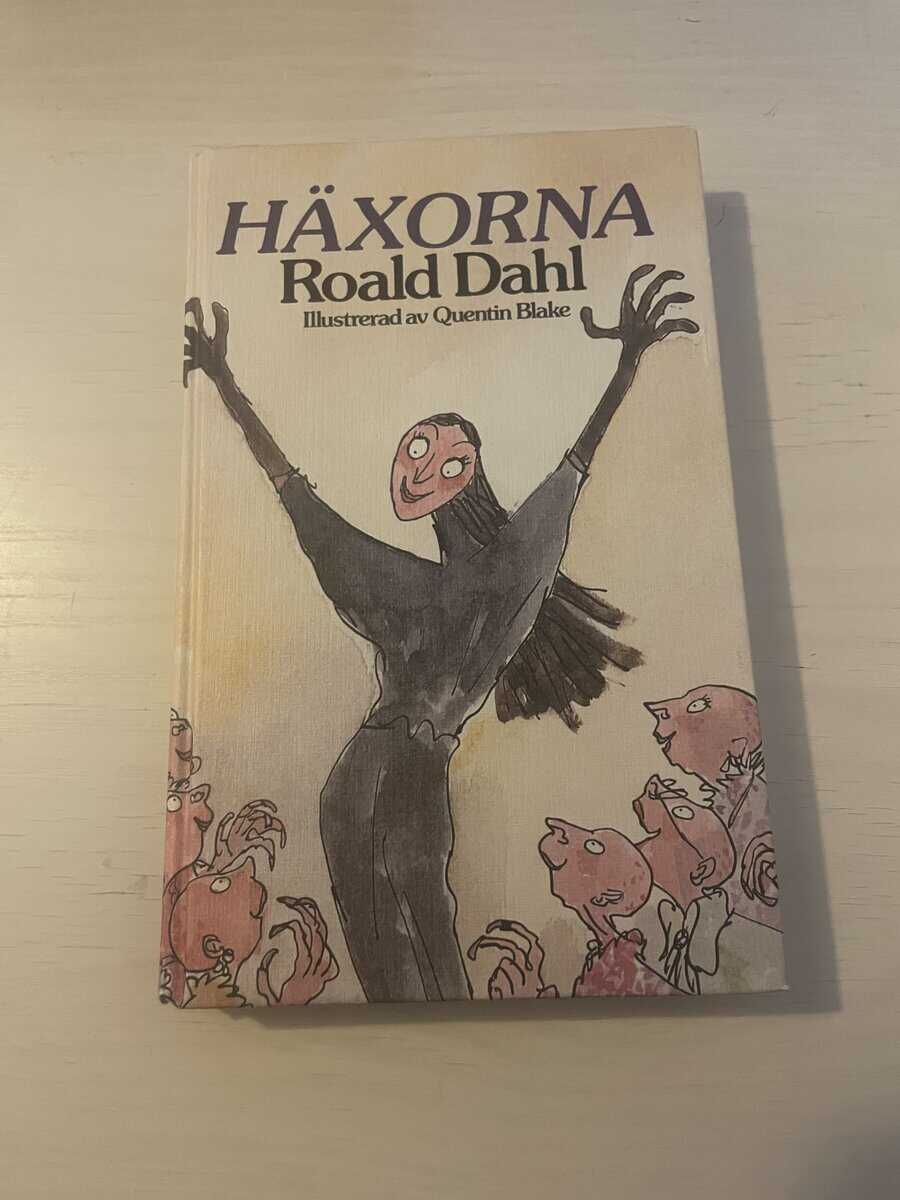 HÄXORNA
Roald Dahl
Illustrerad av Quentin Blake